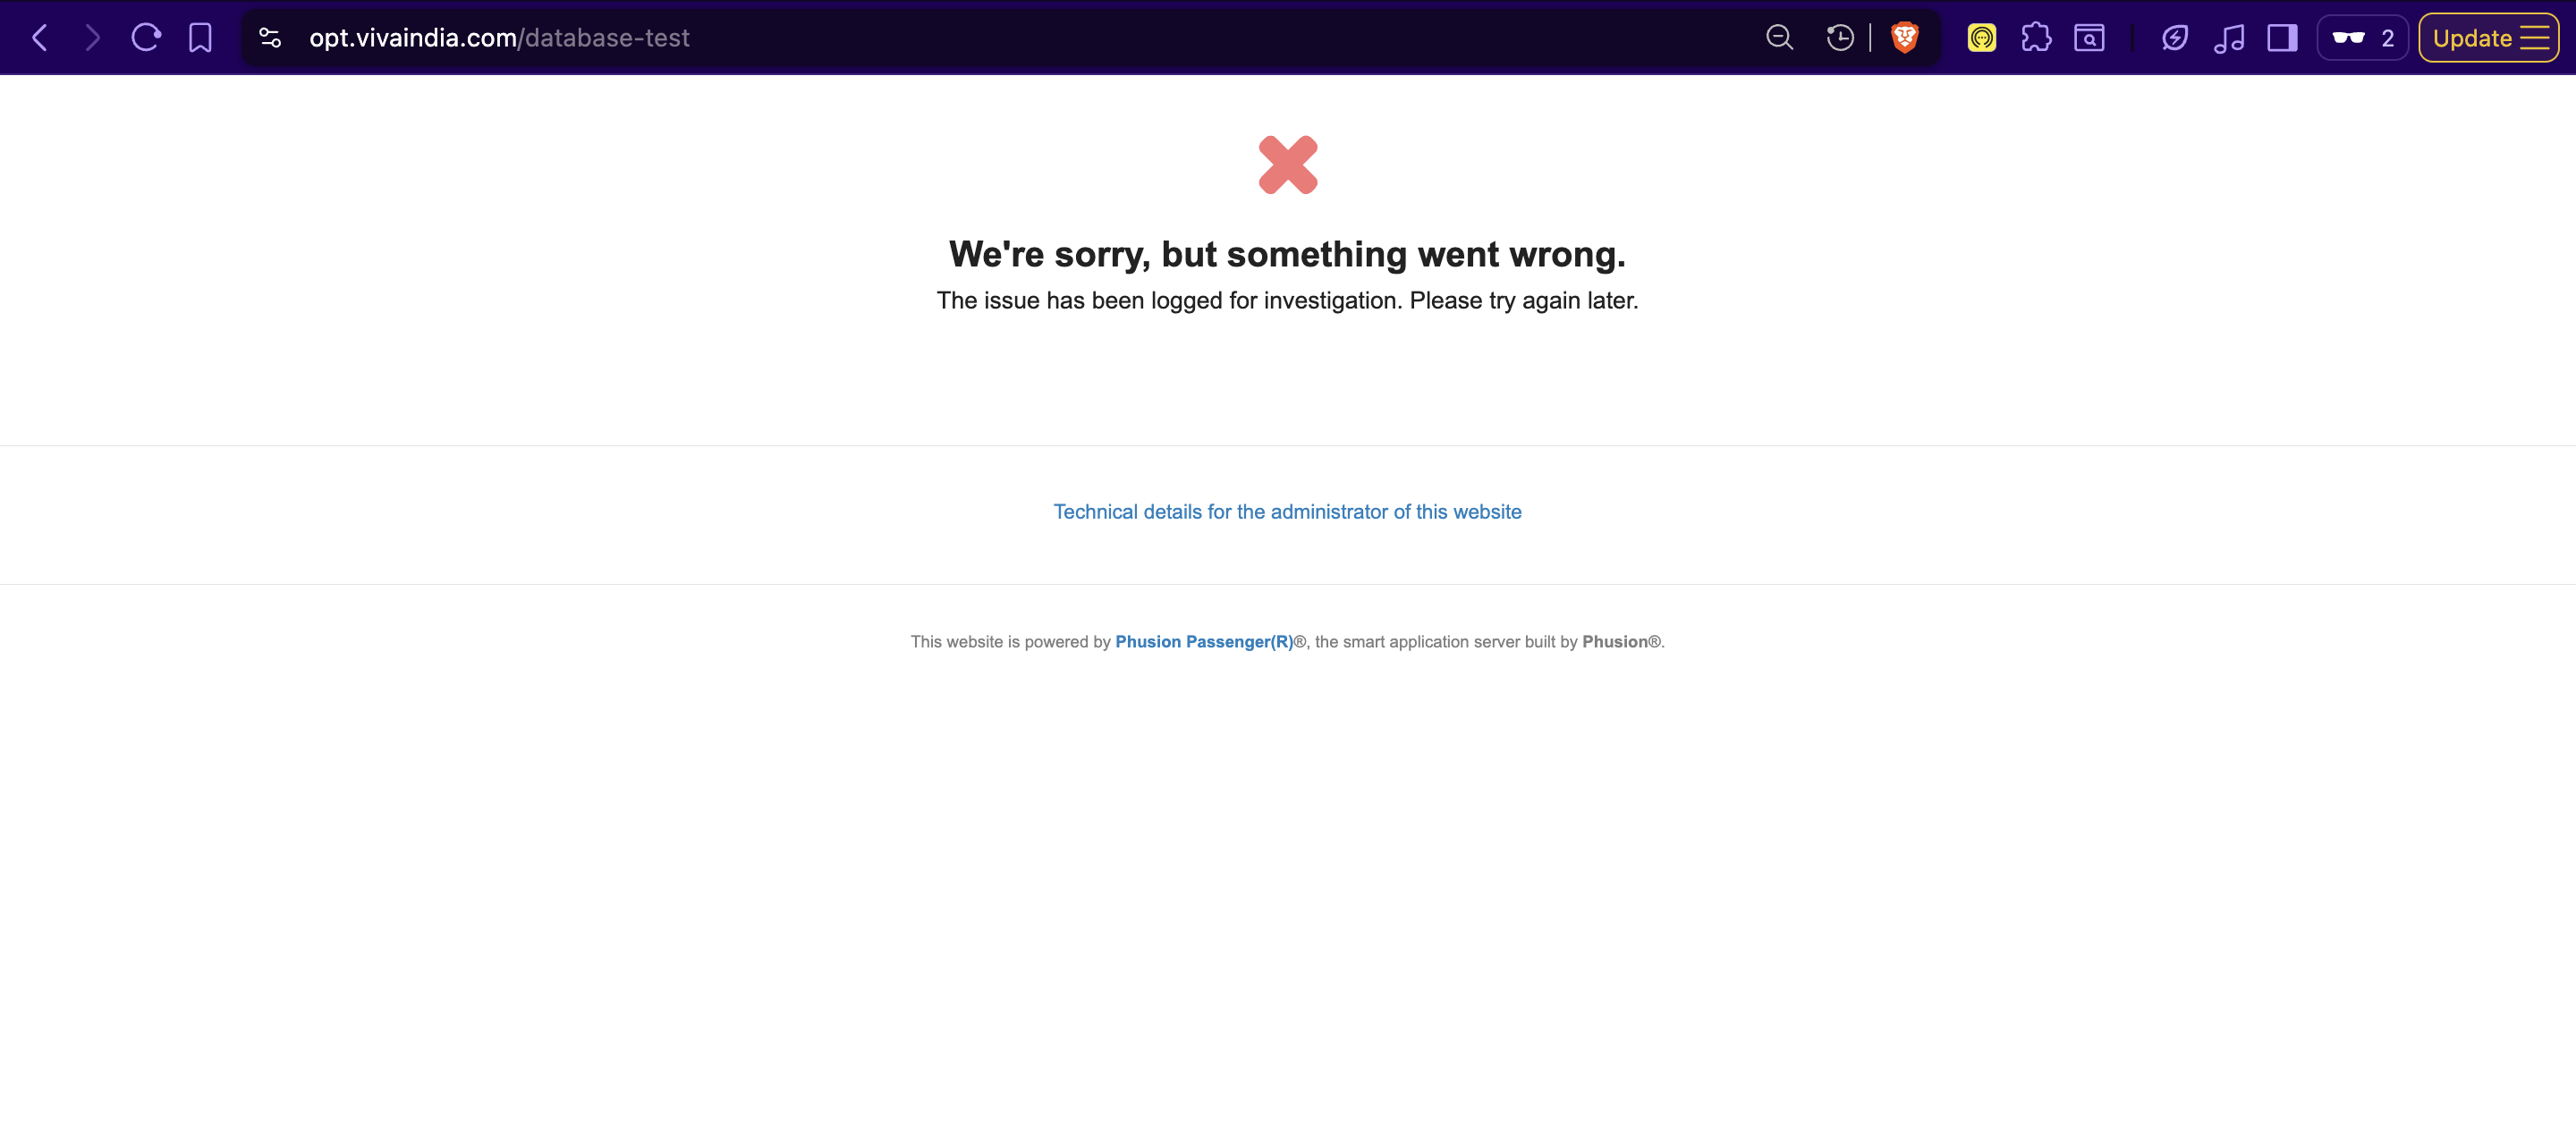 opt.vivaindia.com/database-test
2
Update
We're sorry, but something went wrong.
The issue has been logged for investigation. Please try again later.
Technical details for the administrator of this website
This website is powered by Phusion Passenger(R)®, the smart application server built by Phusion®.